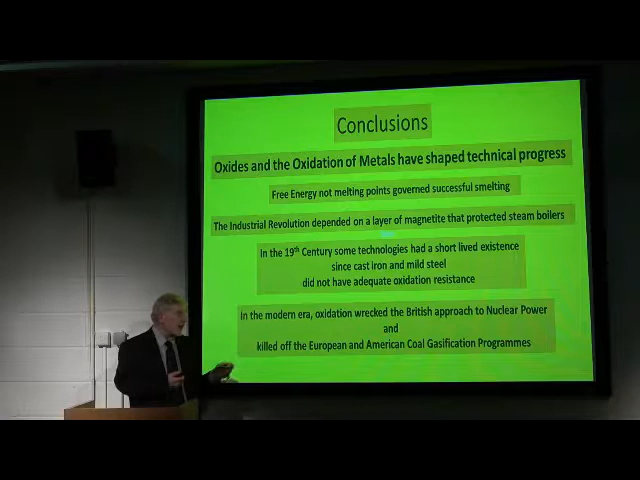 Conclusions
Oxides and the Oxidation of Metals have shaped technical progress
Free Energy not melting points governed successful smelting
The Industrial Revolution depended on a layer of magnetite that protected steam boilers
In the 19th Century some technologies had a short lived existence
since cast iron and mild steel
did not have adequate oxidation resistance
In the modern era, oxidation wrecked the British approach to Nuclear Power
and
killed off the European and American Coal Gasification Programmes